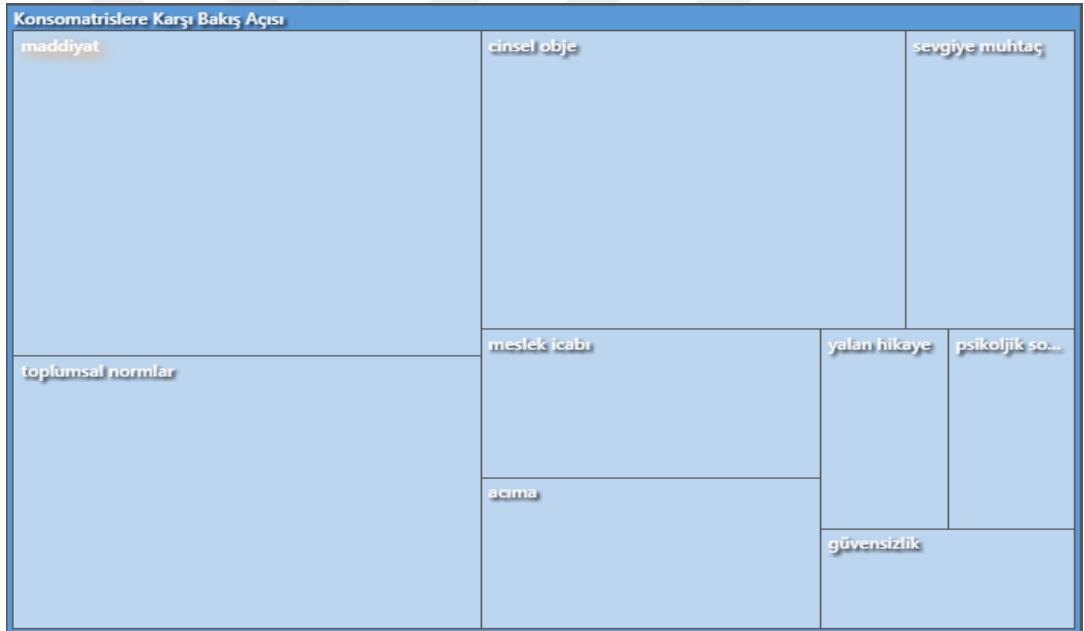 Konsomatrislere Karşı Bakış Açısı
maddiyat
cinsel obje
sevgiye muhtaç
toplumsal normlar
meslek icabı
yalan hikaye
psikoljik so...
acıma
güvensizlik